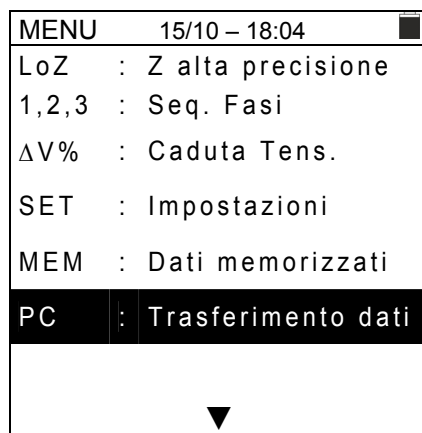 MENU 15/10 – 18:04
LoZ : Z alta precisione
1,2,3 : Seq. Fasi
ΔV% : Caduta Tens.
SET : Impostazioni
MEM : Dati memorizzati
PC : Trasferimento dati